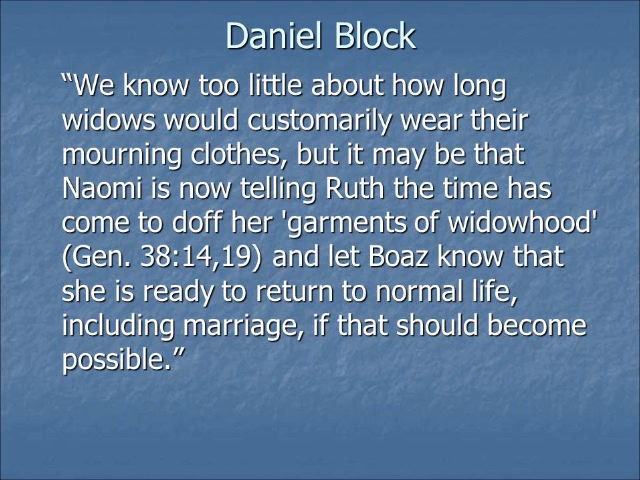 Daniel Block
“We know too little about how long
widows would customarily wear their
mourning clothes, but it may be that
Naomi is now telling Ruth the time has
come to doff her 'garments of widowhood'
(Gen. 38:14,19) and let Boaz know that
she is ready to return to normal life,
including marriage, if that should become
possible.”